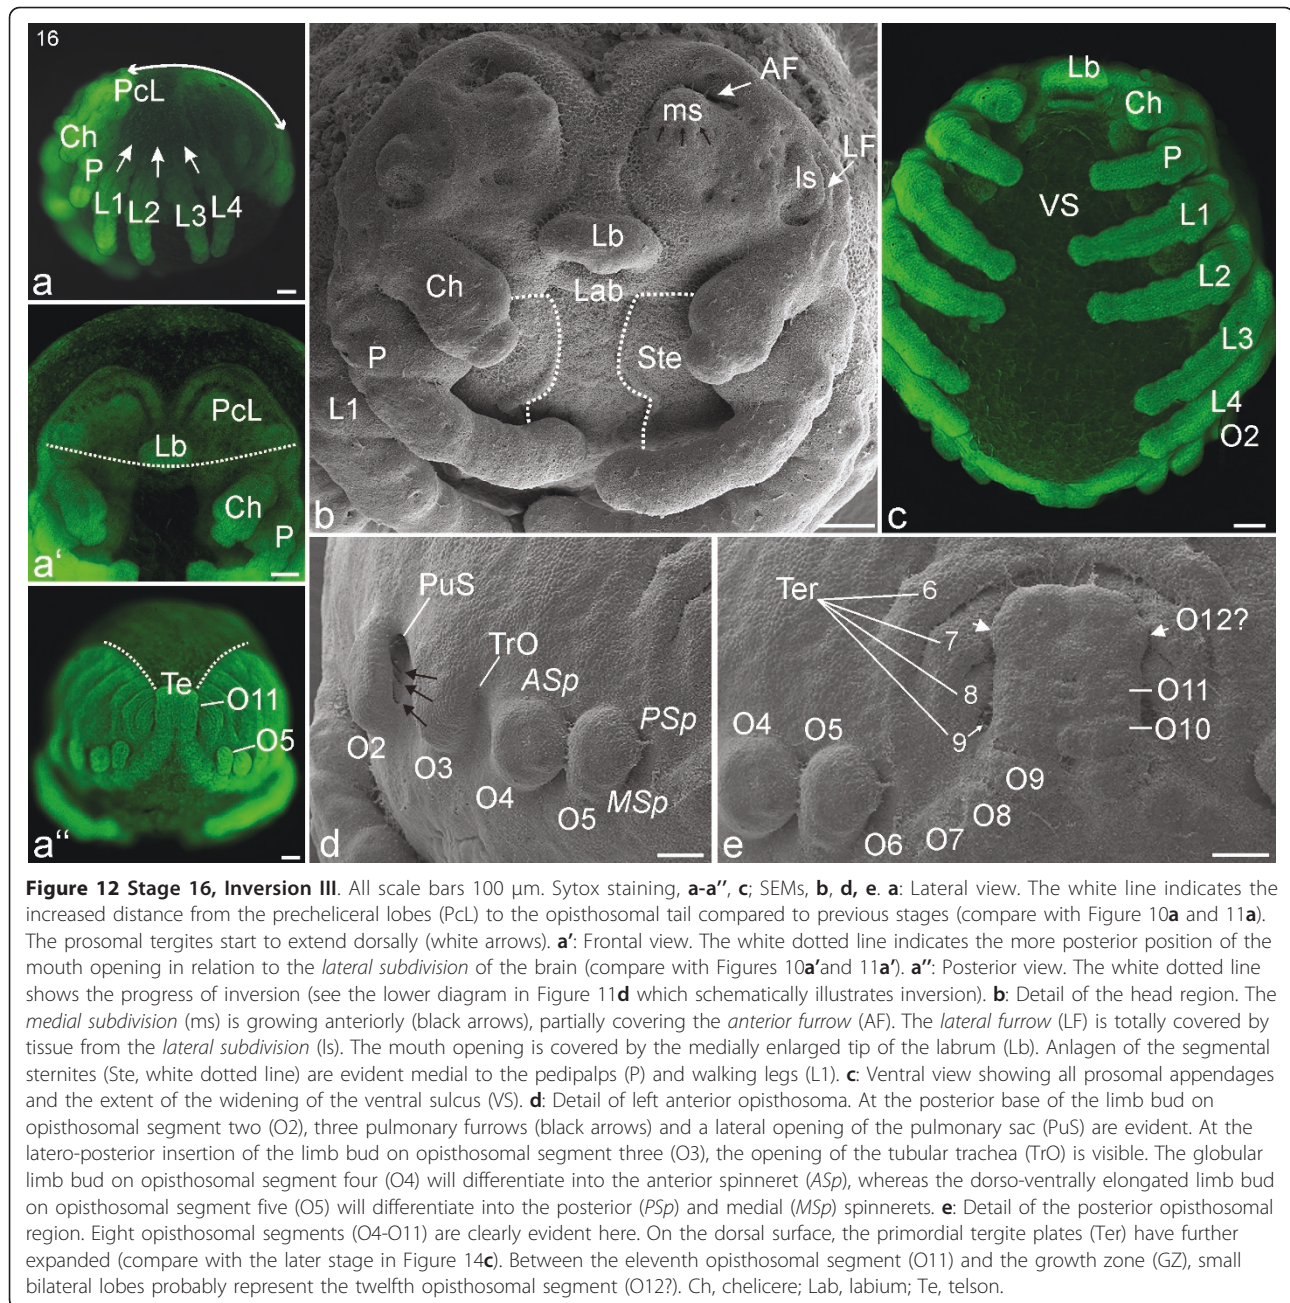 16
PcL
Ch
P
L1
L2
L3
L4
a
PcL
Lb
Ch
P
a'
Te
O11
O5
a''
AF
ms
LF
ls
Lb
Lab
Ch
P
Ste
L1
b
Lb
Ch
P
VS
L1
L2
L3
L4
O2
c
PuS
TrO
ASp
PSp
O2
O3
O4
MSp
O5
d
Ter
6
7
O12?
8
O11
O4
O5
9
O10
O9
O8
O7
O6
e
Figure 12 Stage 16, Inversion III. All scale bars 100 μm. Sytox staining, a-a'', c; SEMs, b, d, e. a: Lateral view. The white line indicates the
increased distance from the precheliceral lobes (PcL) to the opisthosomal tail compared to previous stages (compare with Figure 10a and 11a).
The prosomal tergites start to extend dorsally (white arrows). a': Frontal view. The white dotted line indicates the more posterior position of the
mouth opening in relation to the lateral subdivision of the brain (compare with Figures 10a'and 11a'). a'': Posterior view. The white dotted line
shows the progress of inversion (see the lower diagram in Figure 11d which schematically illustrates inversion). b: Detail of the head region. The
medial subdivision (ms) is growing anteriorly (black arrows), partially covering the anterior furrow (AF). The lateral furrow (LF) is totally covered by
tissue from the lateral subdivision (ls). The mouth opening is covered by the medially enlarged tip of the labrum (Lb). Anlagen of the segmental
sternites (Ste, white dotted line) are evident medial to the pedipalps (P) and walking legs (L1). c: Ventral view showing all prosomal appendages
and the extent of the widening of the ventral sulcus (VS). d: Detail of left anterior opisthosoma. At the posterior base of the limb bud on
opisthosomal segment two (O2), three pulmonary furrows (black arrows) and a lateral opening of the pulmonary sac (PuS) are evident. At the
latero-posterior insertion of the limb bud on opisthosomal segment three (O3), the opening of the tubular trachea (TrO) is visible. The globular
limb bud on opisthosomal segment four (O4) will differentiate into the anterior spinneret (ASp), whereas the dorso-ventrally elongated limb bud
on opisthosomal segment five (O5) will differentiate into the posterior (PSp) and medial (MSp) spinnerets. e: Detail of the posterior opisthosomal
region. Eight opisthosomal segments (O4-O11) are clearly evident here. On the dorsal surface, the primordial tergite plates (Ter) have further
expanded (compare with the later stage in Figure 14c). Between the eleventh opisthosomal segment (O11) and the growth zone (GZ), small
bilateral lobes probably represent the twelfth opisthosomal segment (O12?). Ch, chelicere; Lab, labium; Te, telson.